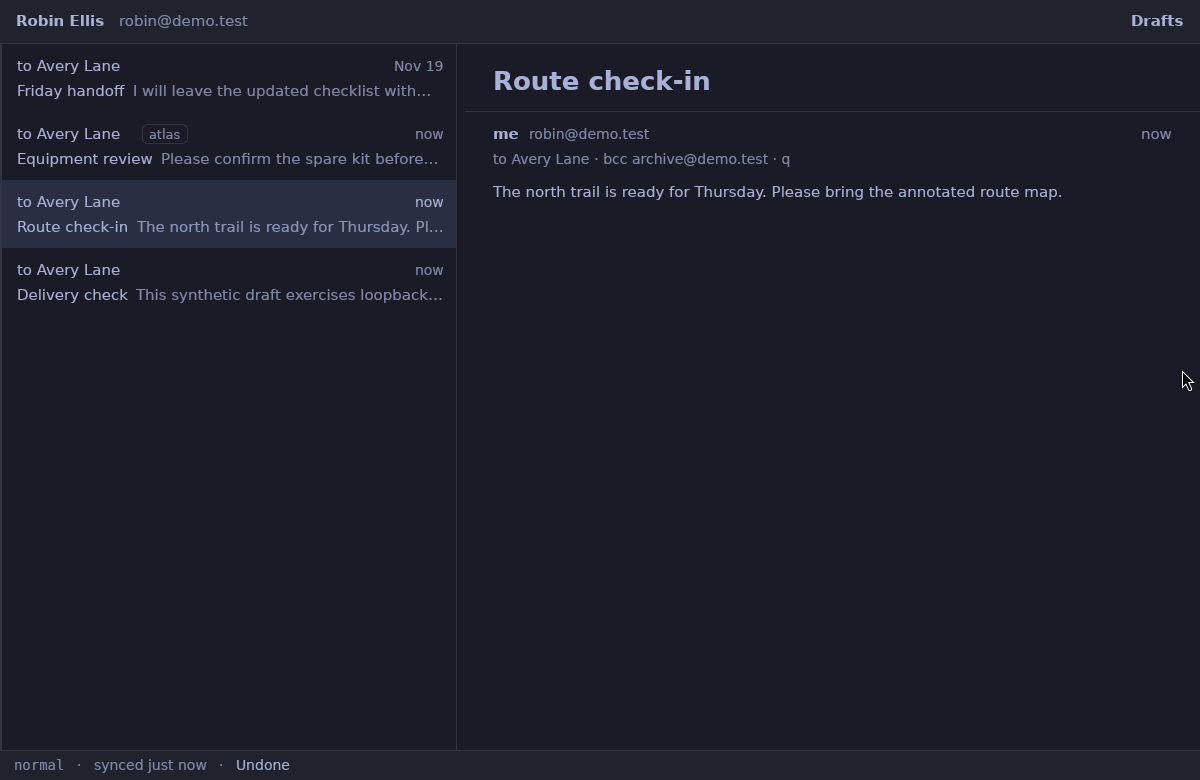 Robin Ellis robin@demo.test Drafts
to Avery Lane Nov 19
Friday handoff I will leave the updated checklist with…
to Avery Lane atlas now
Equipment review Please confirm the spare kit before…
to Avery Lane now
Route check-in The north trail is ready for Thursday. Pl…
to Avery Lane now
Delivery check This synthetic draft exercises loopback…
Route check-in
me robin@demo.test now
to Avery Lane · bcc archive@demo.test · q
The north trail is ready for Thursday. Please bring the annotated route map.
normal · synced just now · Undone